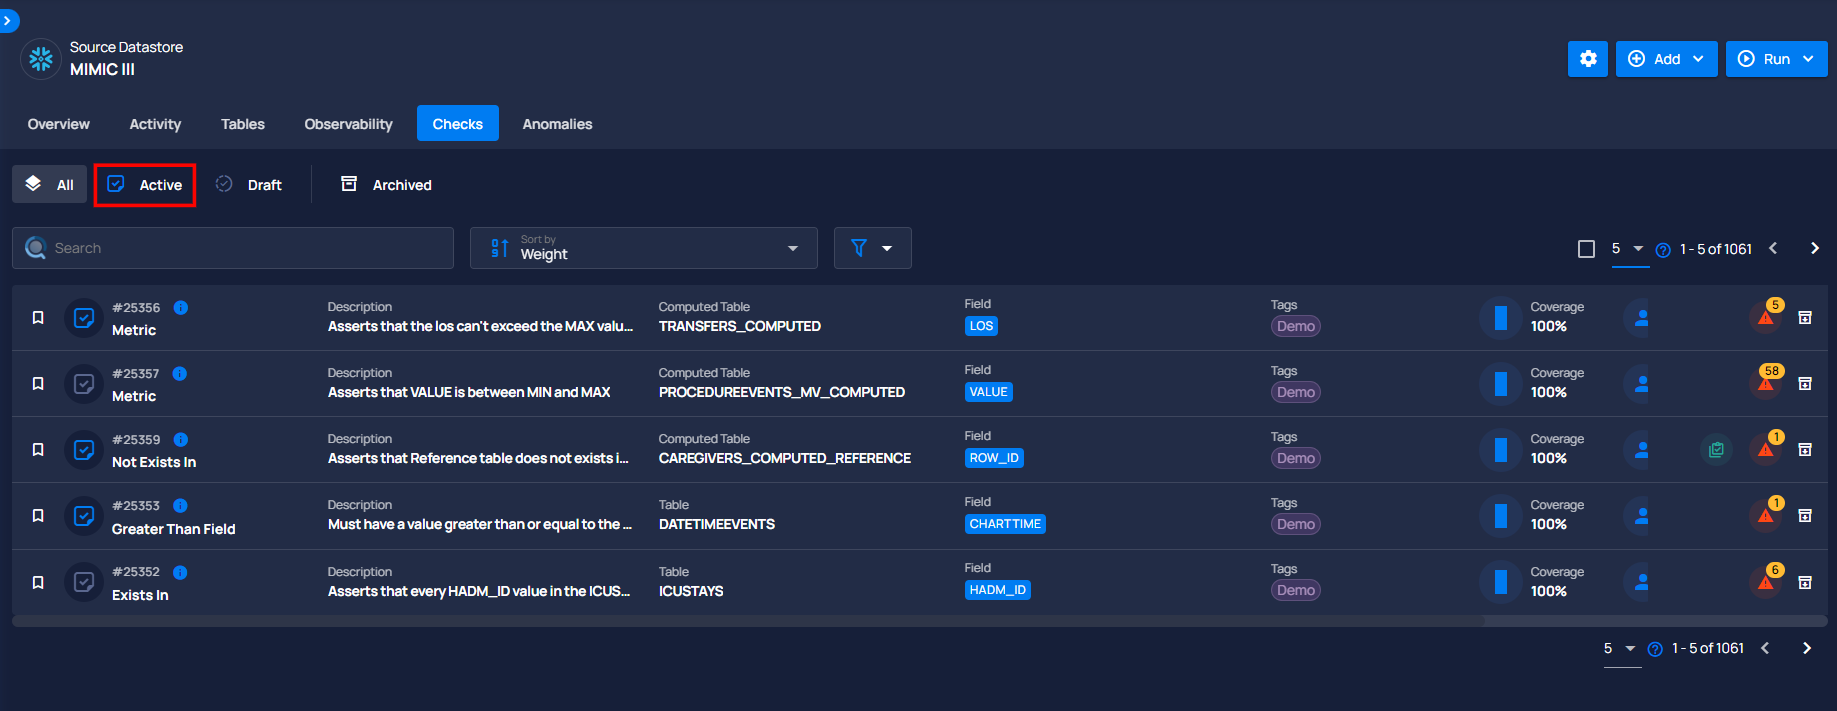 Source Datastore
MIMIC III
Add
Run
Overview
Activity
Tables
Observability
Checks
Anomalies
All
Active
Draft
Archived
Search
Sort by
Weight
5
1 - 5 of 1061
#25356
Metric
Description
Asserts that the los can't exceed the MAX valu...
Computed Table
TRANSFERS_COMPUTED
Field
LOS
Tags
Demo
Coverage
100%
5
#25357
Metric
Description
Asserts that VALUE is between MIN and MAX
Computed Table
PROCEDUREEVENTS_MV_COMPUTED
Field
VALUE
Tags
Demo
Coverage
100%
58
#25359
Not Exists In
Description
Asserts that Reference table does not exists i...
Computed Table
CAREGIVERS_COMPUTED_REFERENCE
Field
ROW_ID
Tags
Demo
Coverage
100%
1
#25353
Greater Than Field
Description
Must have a value greater than or equal to the ...
Table
DATETIMEEVENTS
Field
CHARTTIME
Tags
Demo
Coverage
100%
1
#25352
Exists In
Description
Asserts that every HADM_ID value in the ICUS...
Table
ICUSTAYS
Field
HADM_ID
Tags
Demo
Coverage
100%
6
5
1 - 5 of 1061